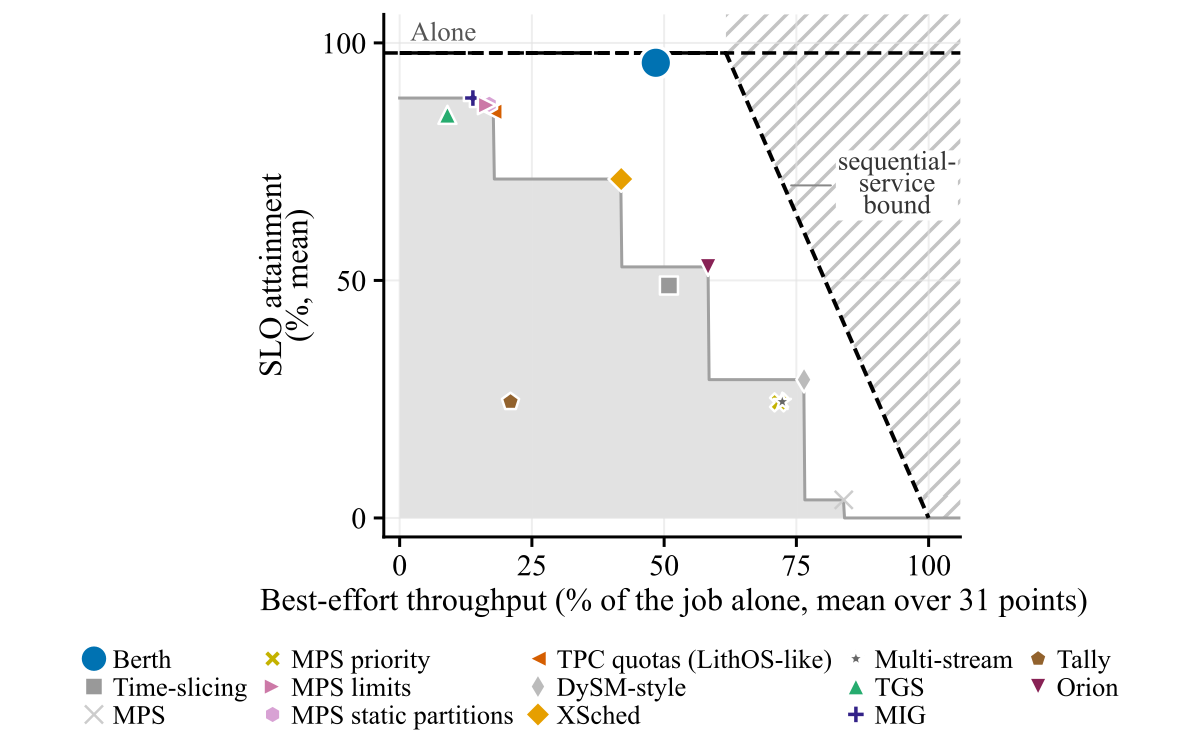 Alone
100
50
0
SLO attainment
(%, mean)
sequential-
service
bound
0 25 50 75 100
Best-effort throughput (% of the job alone, mean over 31 points)
Berth MPS priority TPC quotas (LithOS-like) Multi-stream Tally
Time-slicing MPS limits DySM-style TGS Orion
MPS MPS static partitions XSched MIG